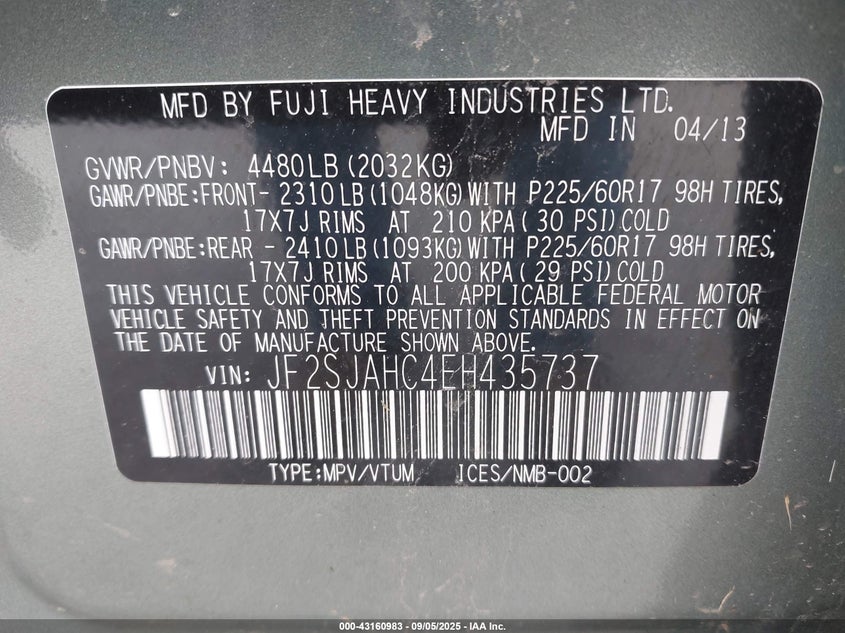 MFD BY FUJI HEAVY INDUSTRIES LTD.
MFD IN 04/13
GVWR/PNBV: 4480LB(2032KG)
GAWR/PNBE:FRONT- 2310LB(1048KG)WITH P225/60R17 98H TIRES,
17X7J RIMS AT 210 KPA(30 PSI)COLD
GAWR/PNBE:REAR - 2410LB(1093KG)WITH P225/60R17 98H TIRES,
17X7J RIMS AT 200 KPA(29 PSI)COLD
THIS VEHICLE CONFORMS TO ALL APPLICABLE FEDERAL MOTOR
VEHICLE SAFETY AND THEFT PREVENTION STANDARDS IN EFFECT ON
THE DATE OF MANUFACTURE SHOWN ABOVE.
VIN: JF2SJAHC4EH435737
TYPE:MPV/VTUM ICES/NMB-002
000-43160983 - 09/05/2025 - IAA Inc.